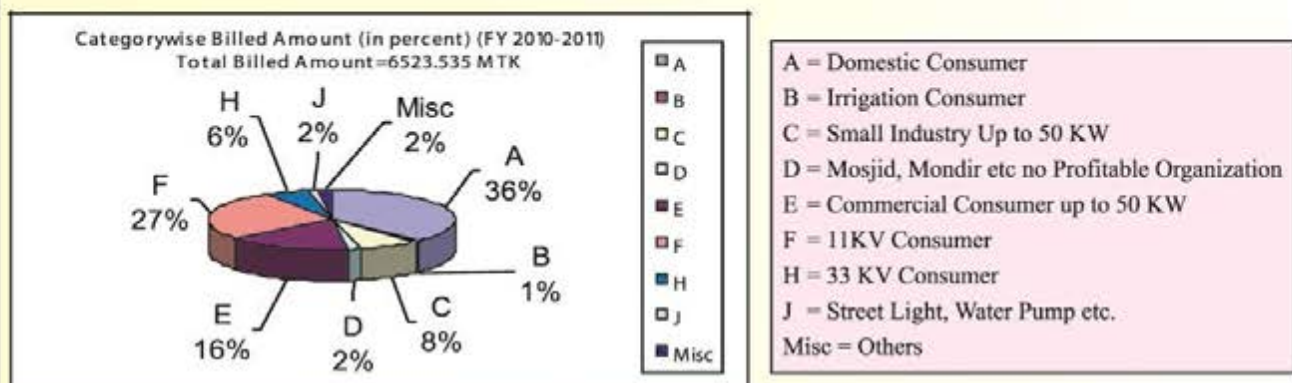 Categorywise Billed Amount (in percent) (FY 2010-2011)
Total Billed Amount=6523.535 MTK
H
6%
J
2%
Misc
2%
A
36%
F
27%
B
1%
E
16%
D
2%
C
8%
A
B
C
D
E
F
H
J
Misc
A = Domestic Consumer
B = Irrigation Consumer
C = Small Industry Up to 50 KW
D = Mosjid, Mondir etc no Profitable Organization
E = Commercial Consumer up to 50 KW
F = 11KV Consumer
H = 33 KV Consumer
J = Street Light, Water Pump etc.
Misc = Others